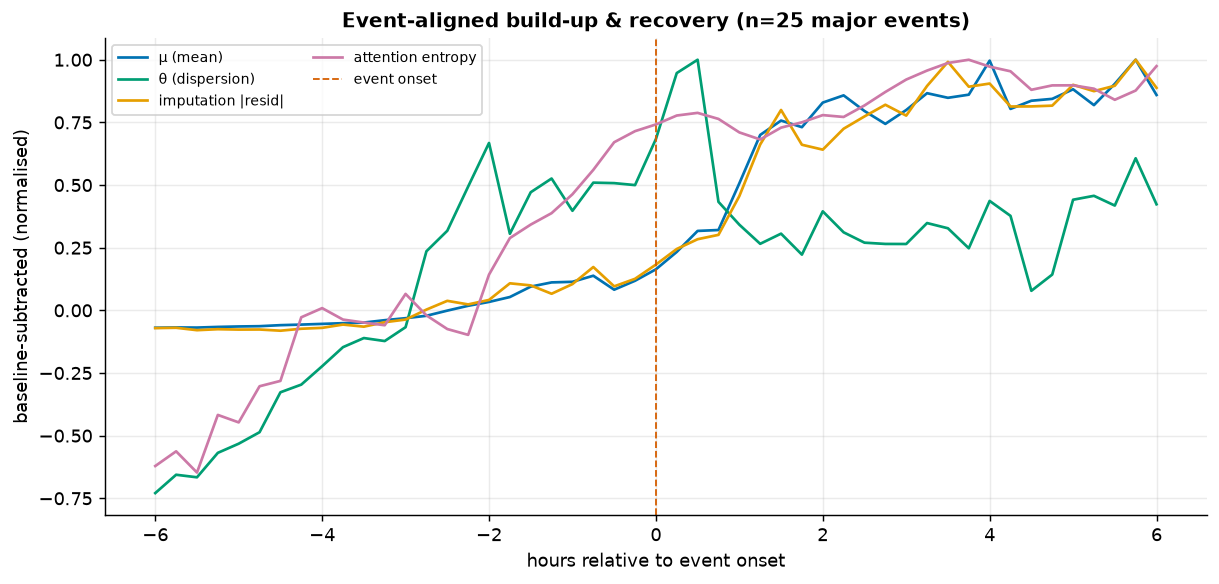 Event-aligned build-up & recovery (n=25 major events)
μ (mean)
θ (dispersion)
imputation |resid|
attention entropy
event onset
baseline-subtracted (normalised)
1.00
0.75
0.50
0.25
0.00
−0.25
−0.50
−0.75
−6
−4
−2
0
2
4
6
hours relative to event onset